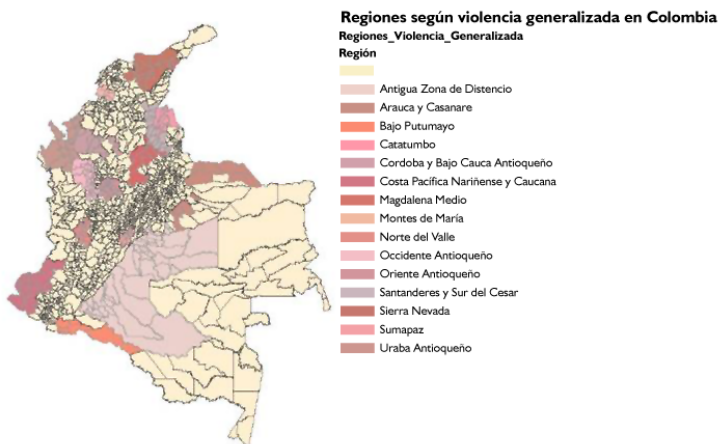 Regiones según violencia generalizada en Colombia
Regiones_Violencia_Generalizada
Región
Antigua Zona de Distencio
Arauca y Casanare
Bajo Putumayo
Catatumbo
Cordoba y Bajo Cauca Antioqueño
Costa Pacífica Nariñense y Caucana
Magdalena Medio
Montes de María
Norte del Valle
Occidente Antioqueño
Oriente Antioqueño
Santanderes y Sur del Cesar
Sierra Nevada
Sumapaz
Uraba Antioqueño